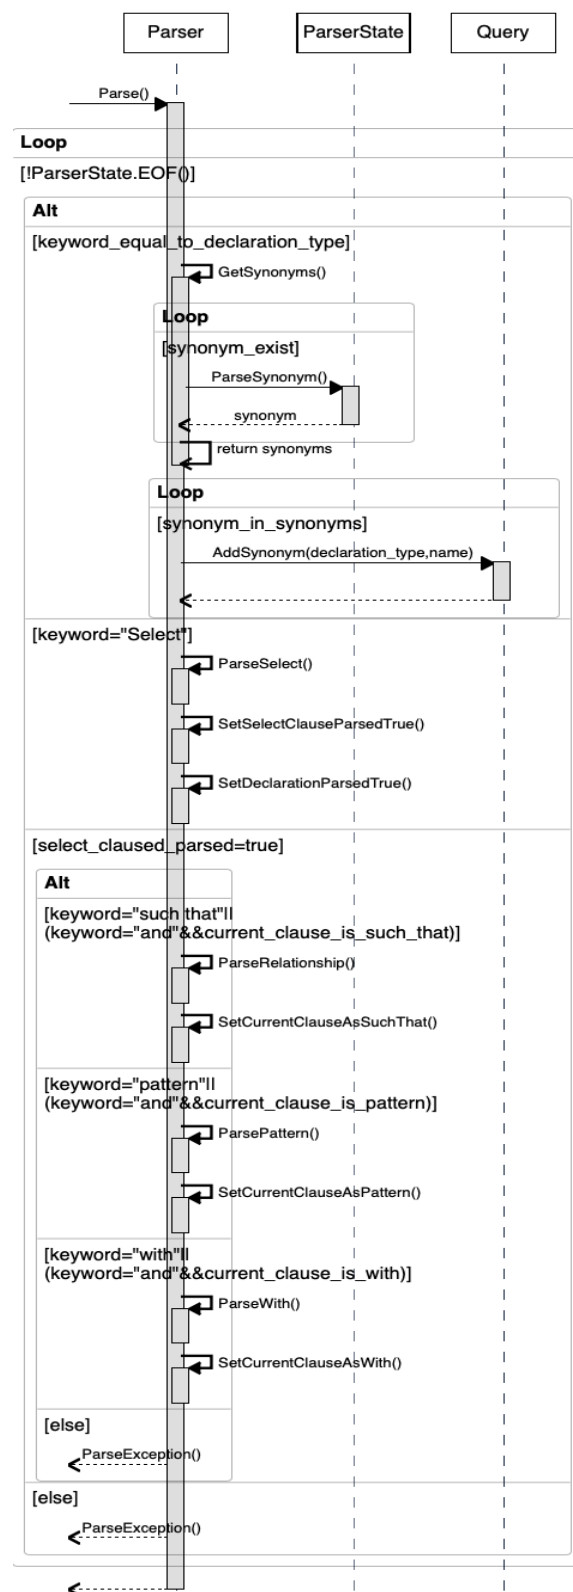 Parser ParserState Query
Parse()
Loop
[!ParserState.EOF()]
Alt
[keyword_equal_to_declaration_type]
GetSynonyms()
Loop
[synonym_exist]
ParseSynonym()
synonym
return synonyms
Loop
[synonym_in_synonyms]
AddSynonym(declaration_type,name)
[keyword="Select"]
ParseSelect()
SetSelectClauseParsedTrue()
SetDeclarationParsedTrue()
[select_claused_parsed=true]
Alt
[keyword="such that"||
(keyword="and"&&current_clause_is_such_that)]
ParseRelationship()
SetCurrentClauseAsSuchThat()
[keyword="pattern"||
(keyword="and"&&current_clause_is_pattern)]
ParsePattern()
SetCurrentClauseAsPattern()
[keyword="with"||
(keyword="and"&&current_clause_is_with)]
ParseWith()
SetCurrentClauseAsWith()
[else]
ParseException()
[else]
ParseException()